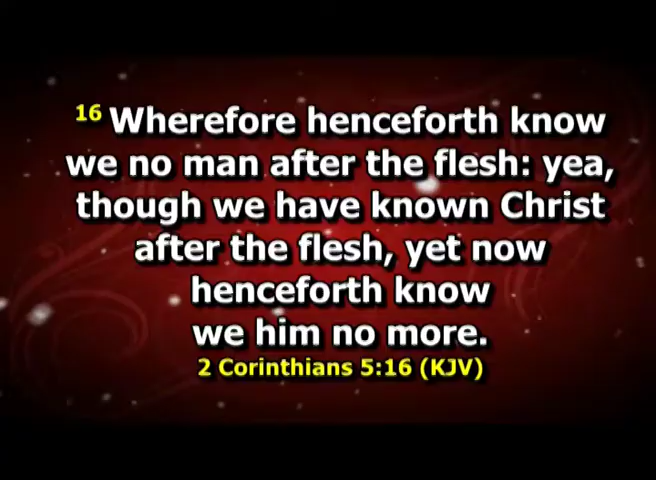 16 Wherefore henceforth know
we no man after the flesh: yea,
though we have known Christ
after the flesh, yet now
henceforth know
we him no more.
2 Corinthians 5:16 (KJV)